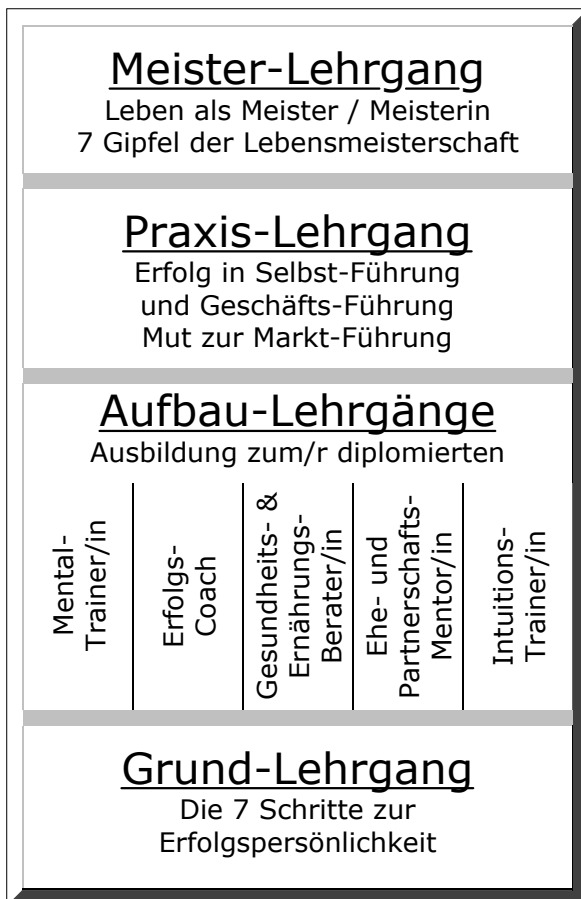 Meister-Lehrgang
Leben als Meister / Meisterin
7 Gipfel der Lebensmeisterschaft
Praxis-Lehrgang
Erfolg in Selbst-Führung
und Geschäfts-Führung
Mut zur Markt-Führung
Aufbau-Lehrgänge
Ausbildung zum/r diplomierten
Mental-
Trainer/in
Erfolgs-
Coach
Gesundheits- &
Ernährungs-
Berater/in
Ehe- und
Partnerschafts-
Mentor/in
Intuitions-
Trainer/in
Grund-Lehrgang
Die 7 Schritte zur
Erfolgspersönlichkeit